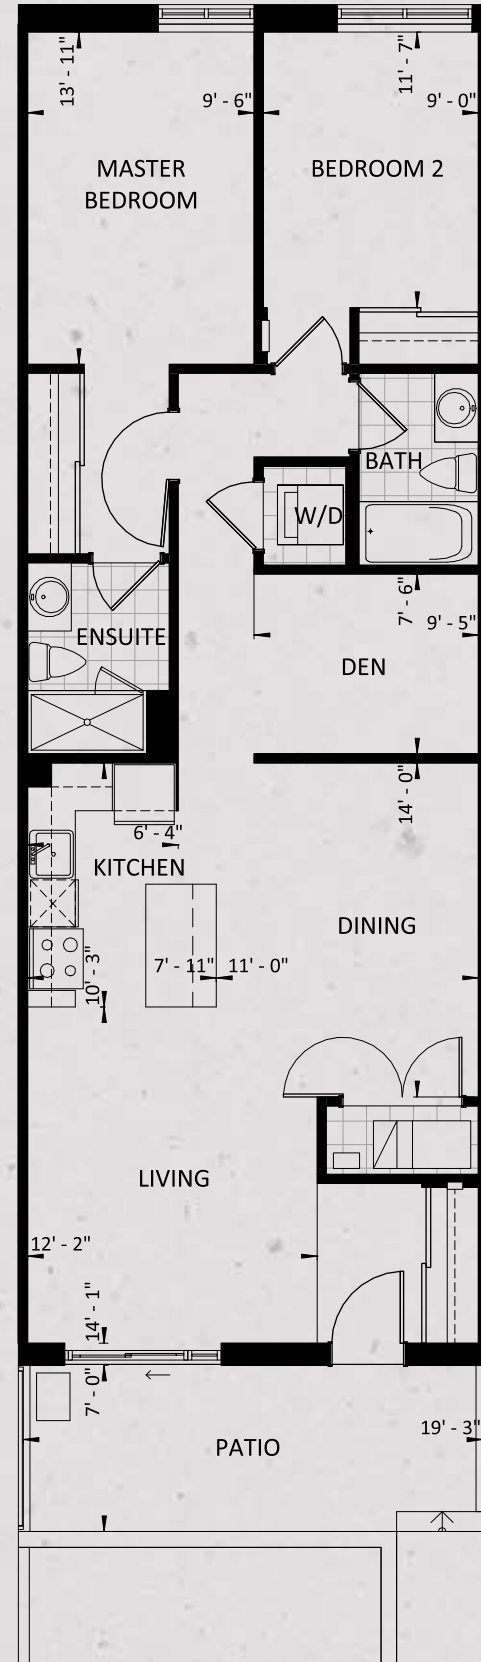 13' - 11"
11' - 7"
9' - 6"
9' - 0"
MASTER
BEDROOM
BEDROOM 2
BATH
W/D
7' - 6"
9' - 5"
ENSUITE
DEN
14' - 0"
6' - 4"
KITCHEN
DINING
7' - 11"
11' - 0"
10' - 3"
LIVING
12' - 2"
14' - 1"
7' - 0"
19' - 3"
PATIO